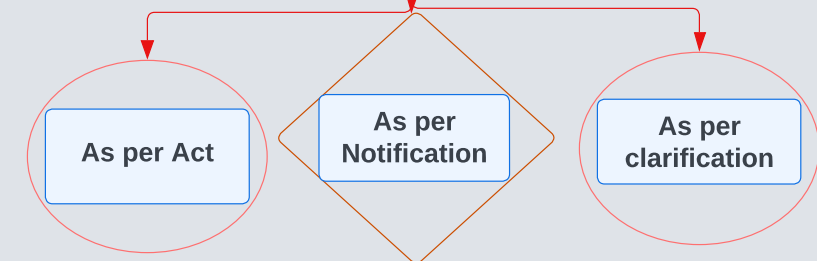 As per Act
As per
Notification
As per
clarification